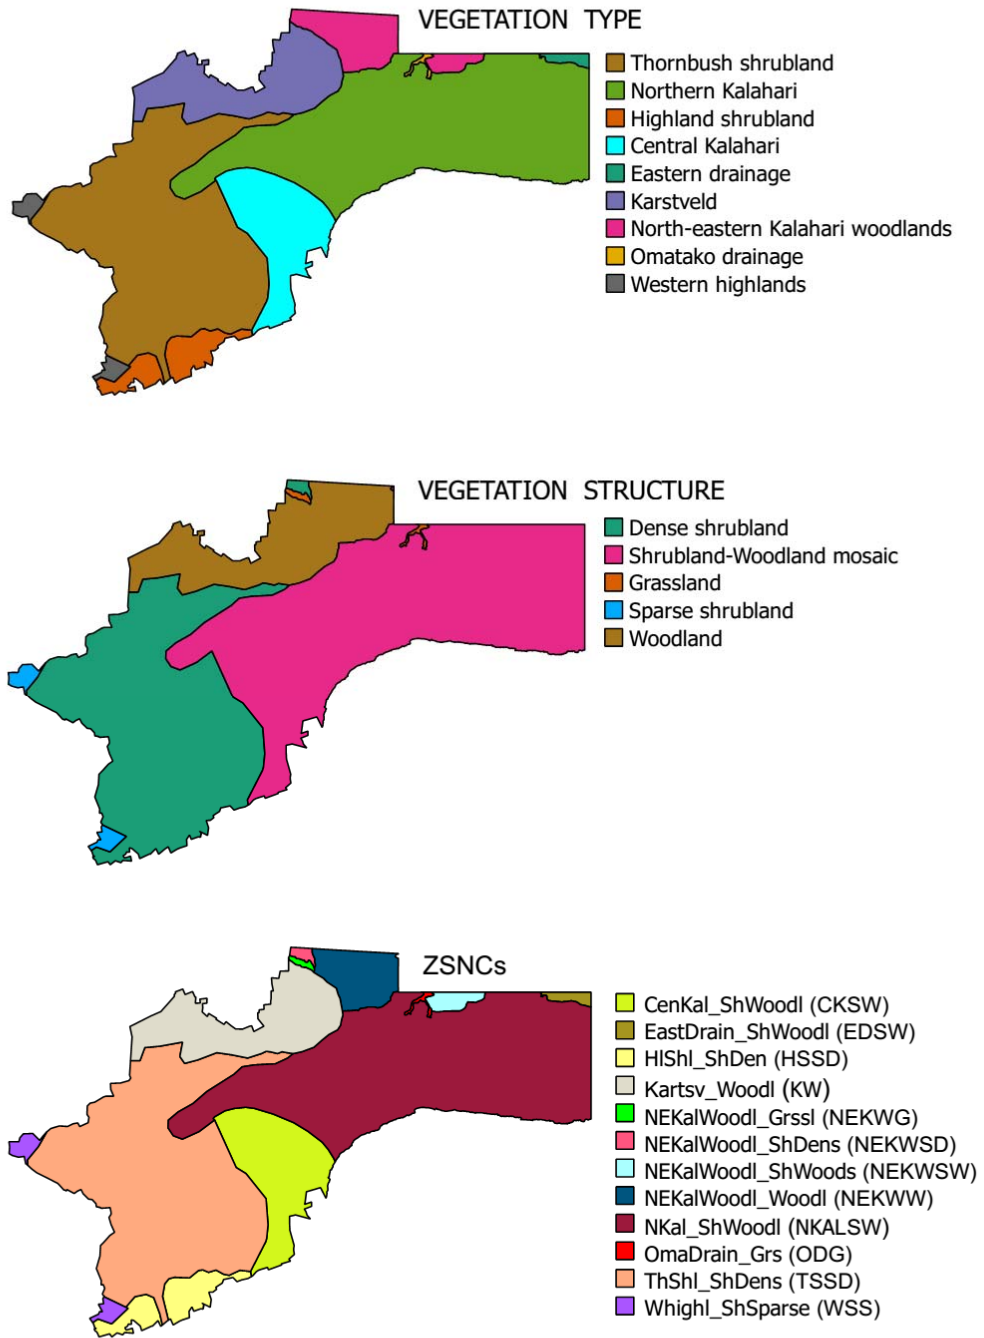 VEGETATION TYPE
Thornbush shrubland
Northern Kalahari
Highland shrubland
Central Kalahari
Eastern drainage
Karstveld
North-eastern Kalahari woodlands
Omatako drainage
Western highlands
VEGETATION STRUCTURE
Dense shrubland
Shrubland-Woodland mosaic
Grassland
Sparse shrubland
Woodland
ZSNCs
CenKal_ShWoodl (CKSW)
EastDrain_ShWoodl (EDSW)
HlShl_ShDen (HSSD)
Kartsv_Woodl (KW)
NEKalWoodl_Grssl (NEKWG)
NEKalWoodl_ShDens (NEKWSD)
NEKalWoodl_ShWoods (NEKWSW)
NEKalWoodl_Woodl (NEKWW)
NKal_ShWoodl (NKALSW)
OmaDrain_Grs (ODG)
ThShl_ShDens (TSSD)
Whighl_ShSparse (WSS)